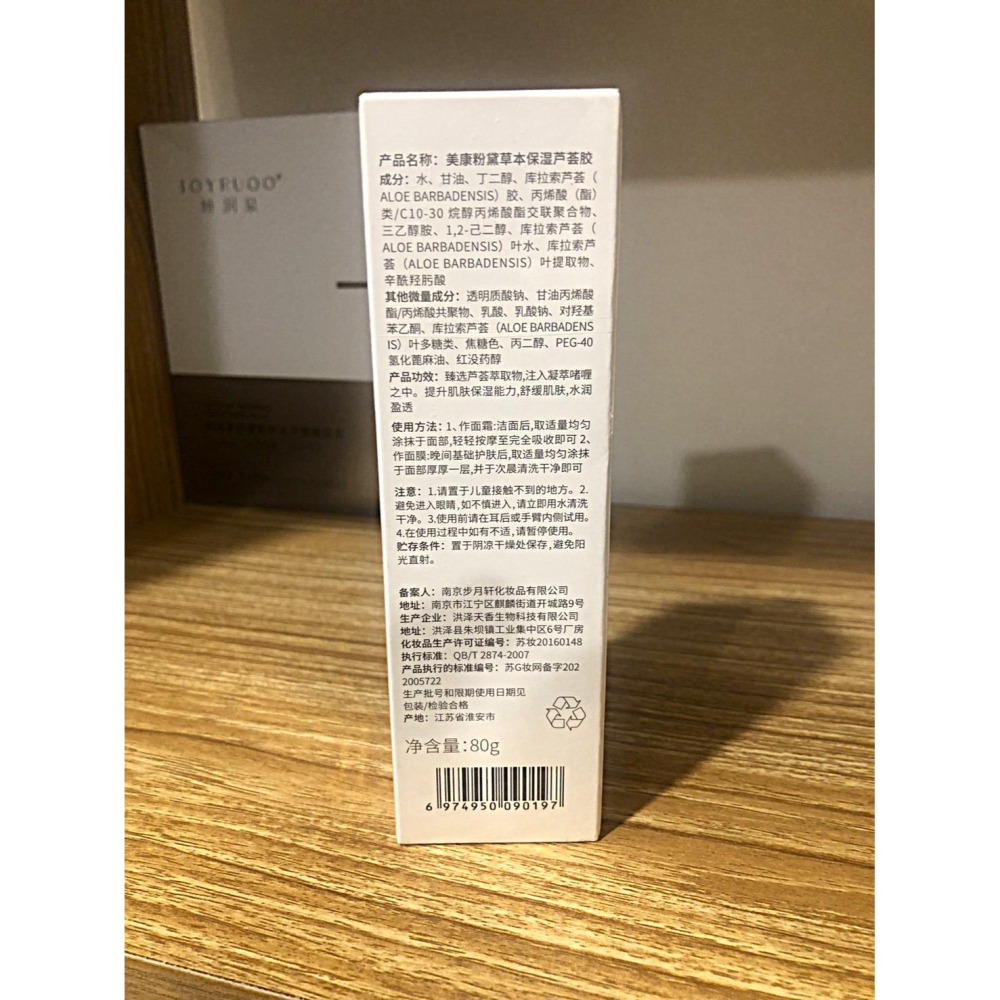 JOYRUOO
产品名称：美康粉黛草本保湿芦荟胶
成分：水、甘油、丁二醇、库拉索芦荟（
ALOE BARBADENSIS）胶、丙烯酸（酯）
类/C10-30 烷醇丙烯酸酯交联聚合物、
三乙醇胺、1,2-己二醇、库拉索芦荟（
ALOE BARBADENSIS）叶水、库拉索芦
荟（ALOE BARBADENSIS）叶提取物、
辛酰羟肟酸
其他微量成分：透明质酸钠、甘油丙烯酸
酯/丙烯酸共聚物、乳酸、乳酸钠、对羟基
苯乙酮、库拉索芦荟（ALOE BARBADENS
IS）叶多糖类、焦糖色、丙二醇、PEG-40
氢化蓖麻油、红没药醇
产品功效：臻选芦荟萃取物,注入凝萃啫喱
之中。提升肌肤保湿能力,舒缓肌肤,水润
盈透
使用方法：1、作面霜:洁面后,取适量均匀
涂抹于面部,轻轻按摩至完全吸收即可 2、
作面膜:晚间基础护肤后,取适量均匀涂抹
于面部厚厚一层,并于次晨清洗干净即可
注意：1.请置于儿童接触不到的地方。2.
避免进入眼睛,如不慎进入,请立即用水清洗
干净。3.使用前请在耳后或手臂内侧试用。
4.在使用过程中如有不适,请暂停使用。
贮存条件：置于阴凉干燥处保存,避免阳
光直射。
备案人：南京步月轩化妆品有限公司
地址：南京市江宁区麒麟街道开城路9号
生产企业：洪泽天香生物科技有限公司
地址：洪泽县朱坝镇工业集中区6号厂房
化妆品生产许可证编号：苏妆20160148
执行标准：QB/T 2874-2007
产品执行的标准编号：苏G妆网备字202
2005722
生产批号和限期使用日期见
包装/检验合格
产地：江苏省淮安市
净含量：80g
6 974950 090197